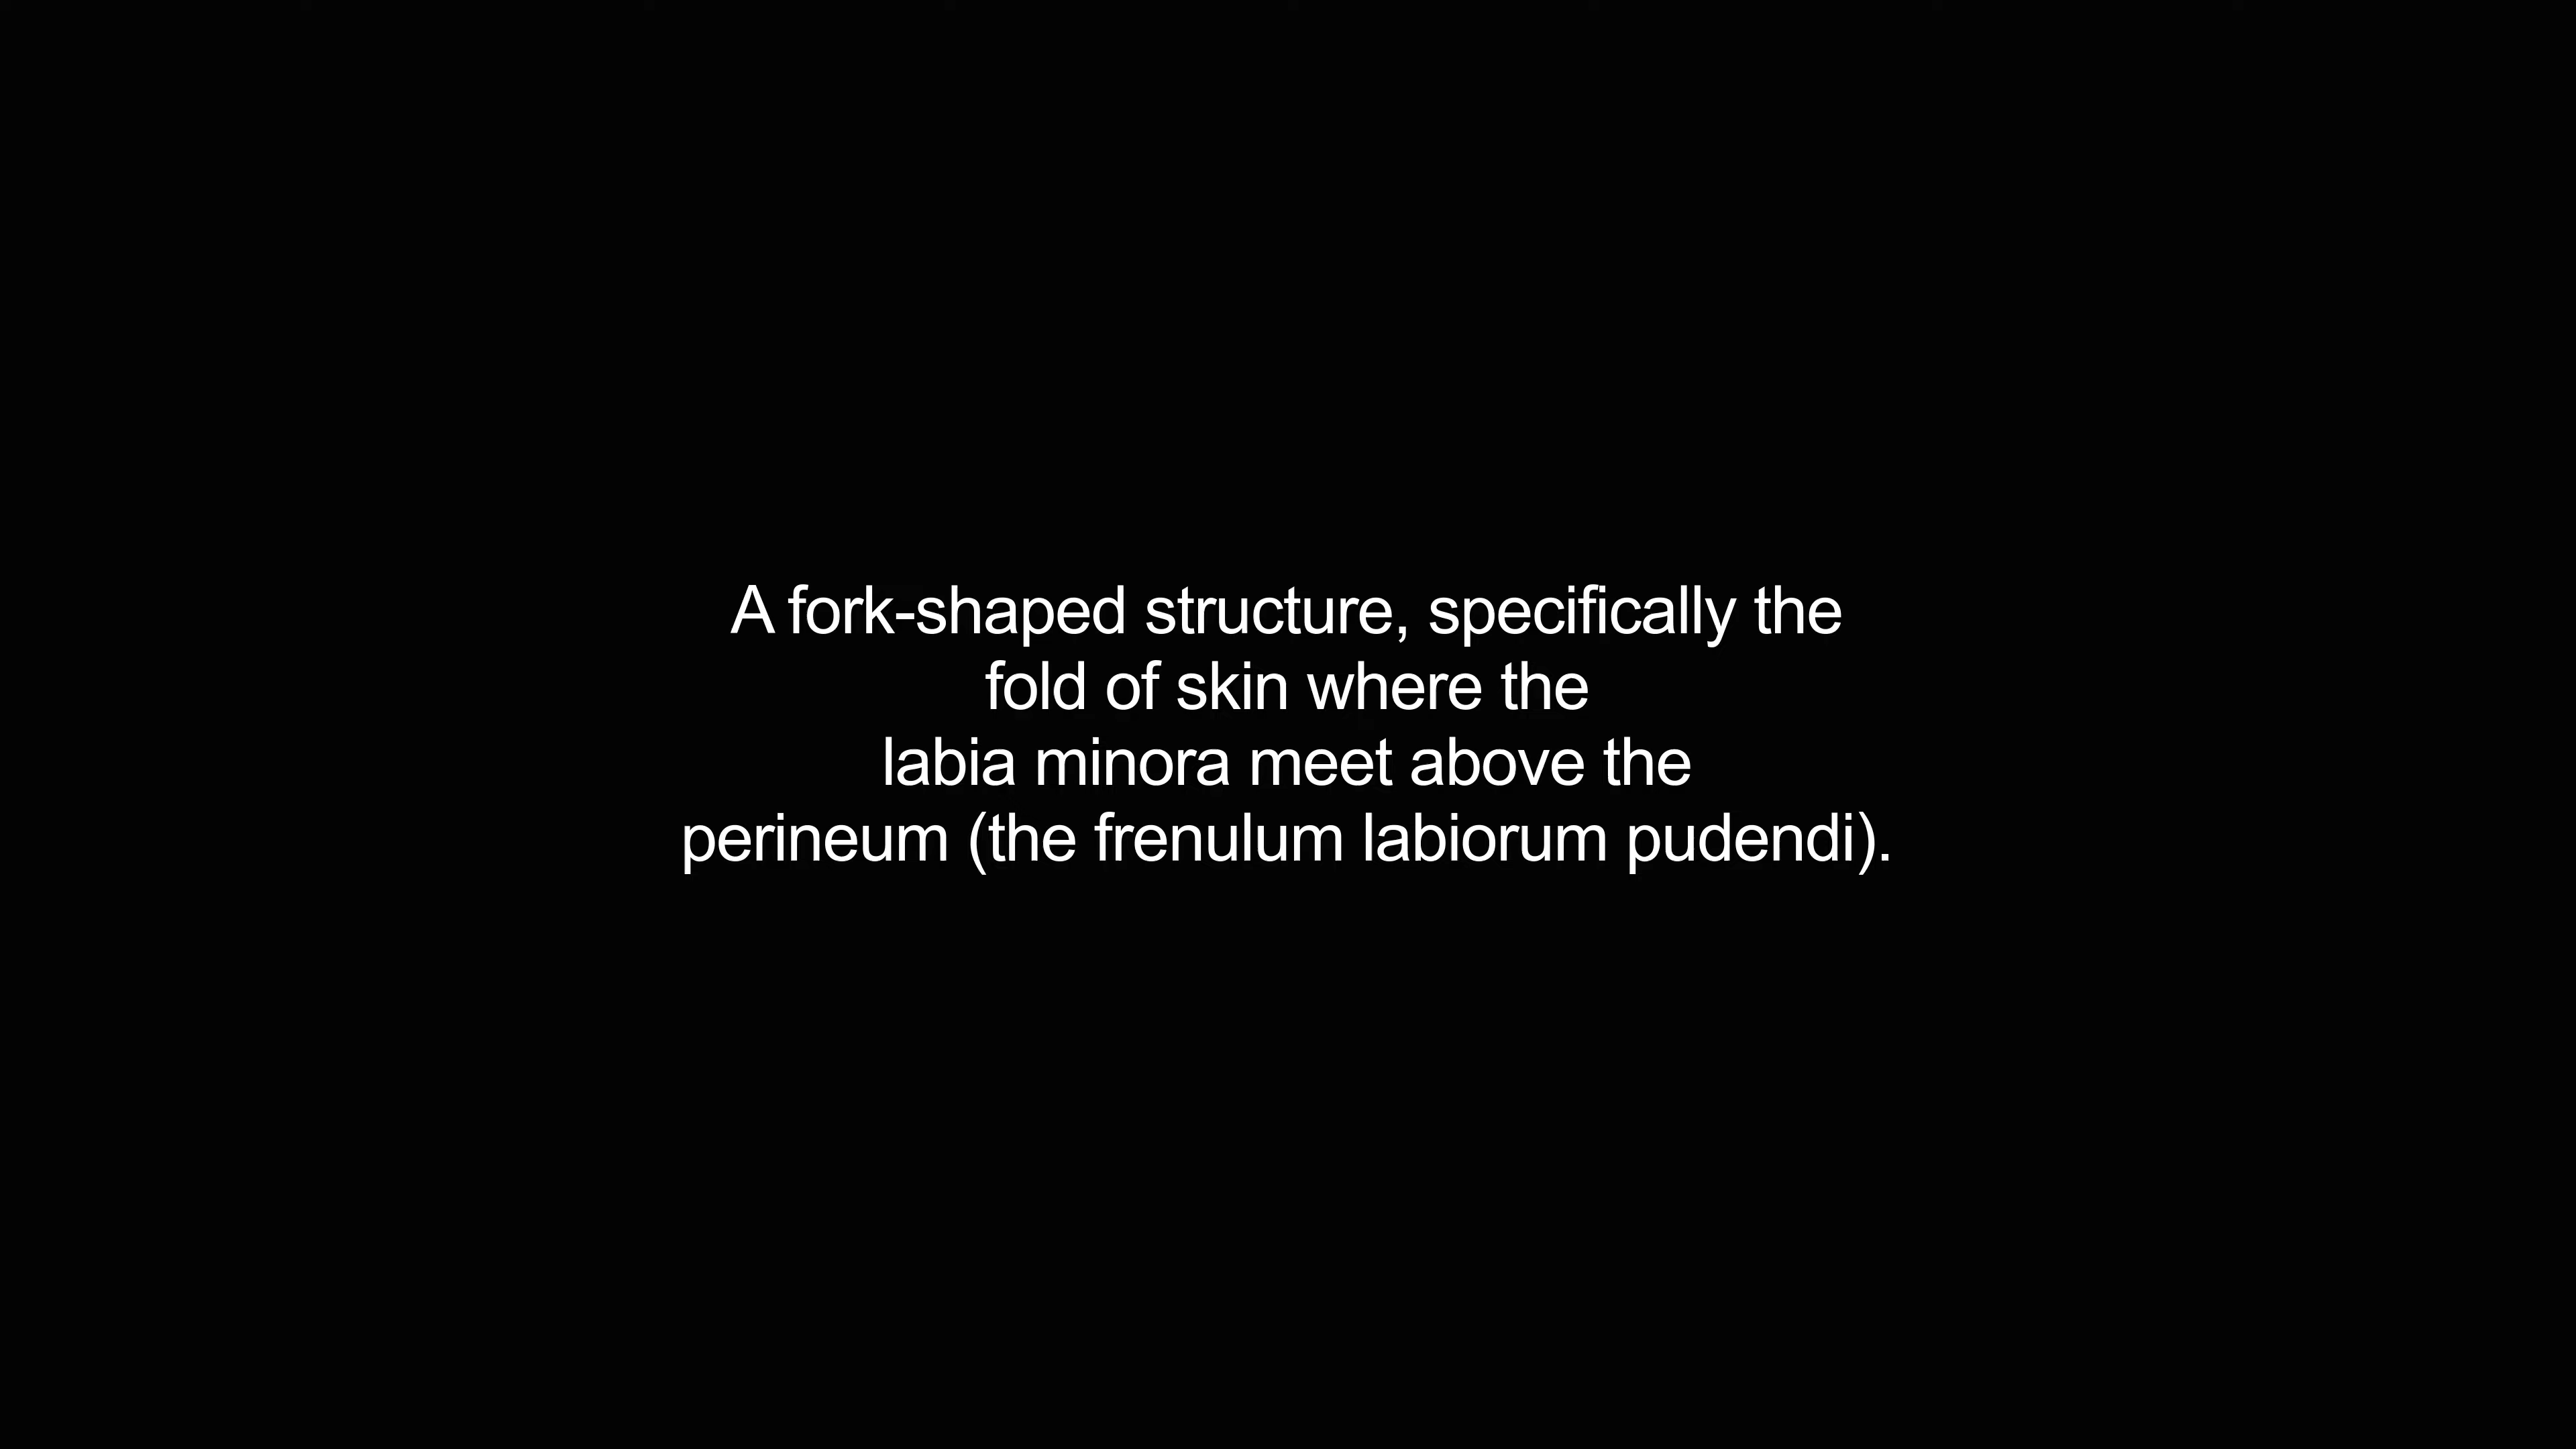 A fork-shaped structure, specifically the
fold of skin where the
labia minora meet above the
perineum (the frenulum labiorum pudendi).